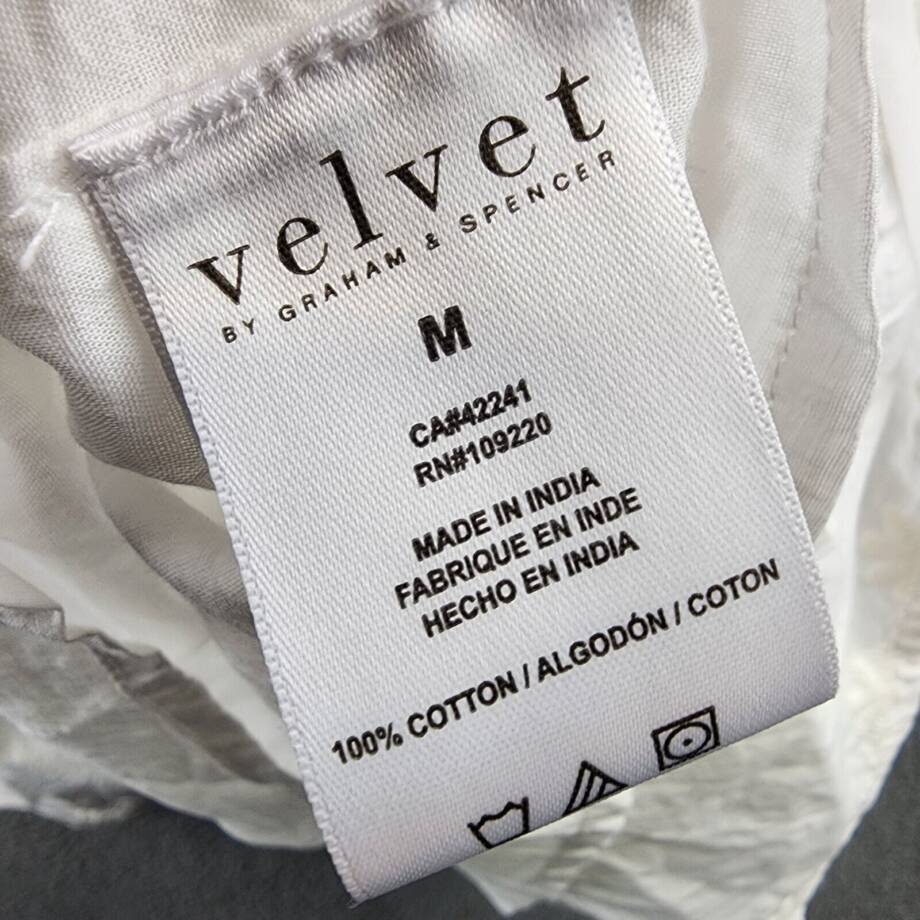 velvet
BY GRAHAM & SPENCER
M
CA#42241
RN#109220
MADE IN INDIA
FABRIQUE EN INDE
HECHO EN INDIA
100% COTTON / ALGODÓN / COTON